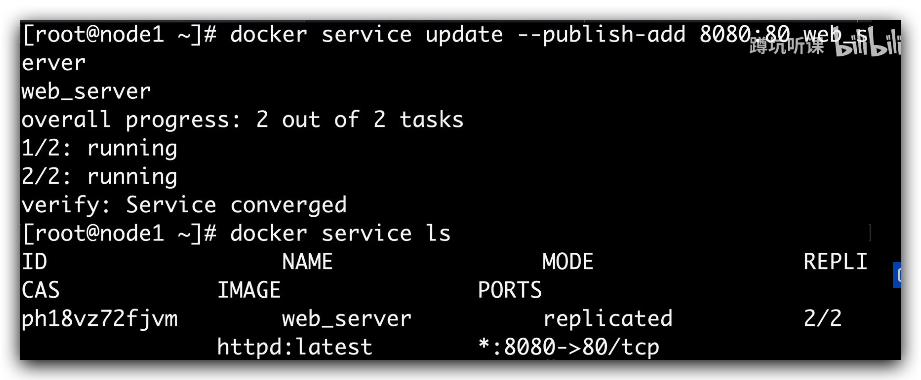 [root@node1 ~]# docker service update --publish-add 8080:80 web_s
erver
蹲坑听课 bilibili
web_server
overall progress: 2 out of 2 tasks
1/2: running
2/2: running
verify: Service converged
[root@node1 ~]# docker service ls
ID NAME MODE REPLI
CAS IMAGE PORTS
ph18vz72fjvm web_server replicated 2/2
httpd:latest *:8080->80/tcp